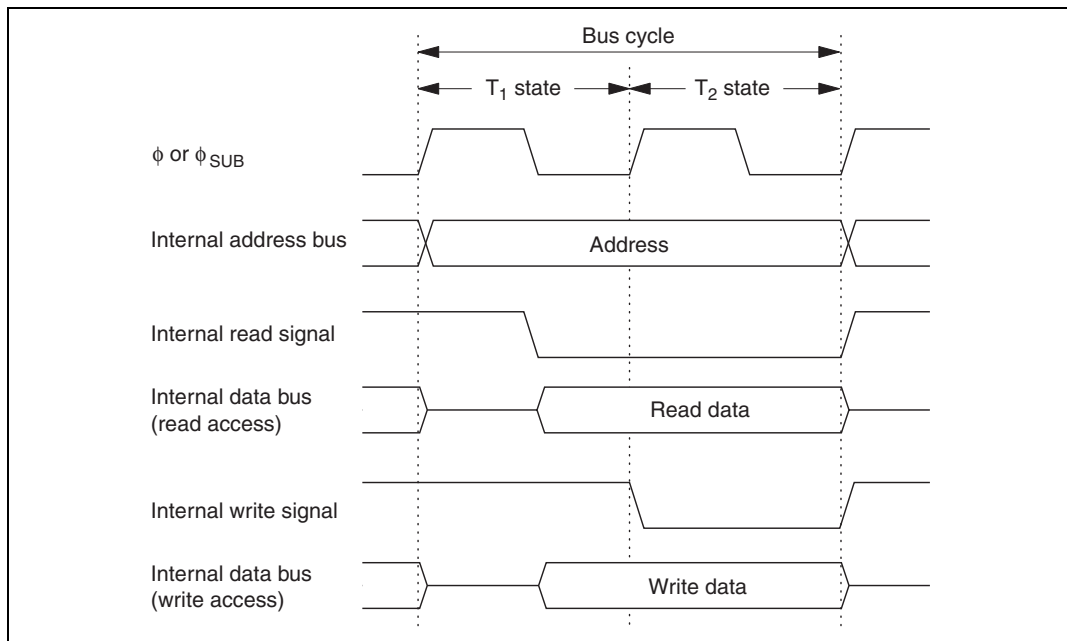 Bus cycle
T₁ state
T₂ state
ϕ or ϕSUB
Internal address bus
Address
Internal read signal
Internal data bus
(read access)
Read data
Internal write signal
Internal data bus
(write access)
Write data